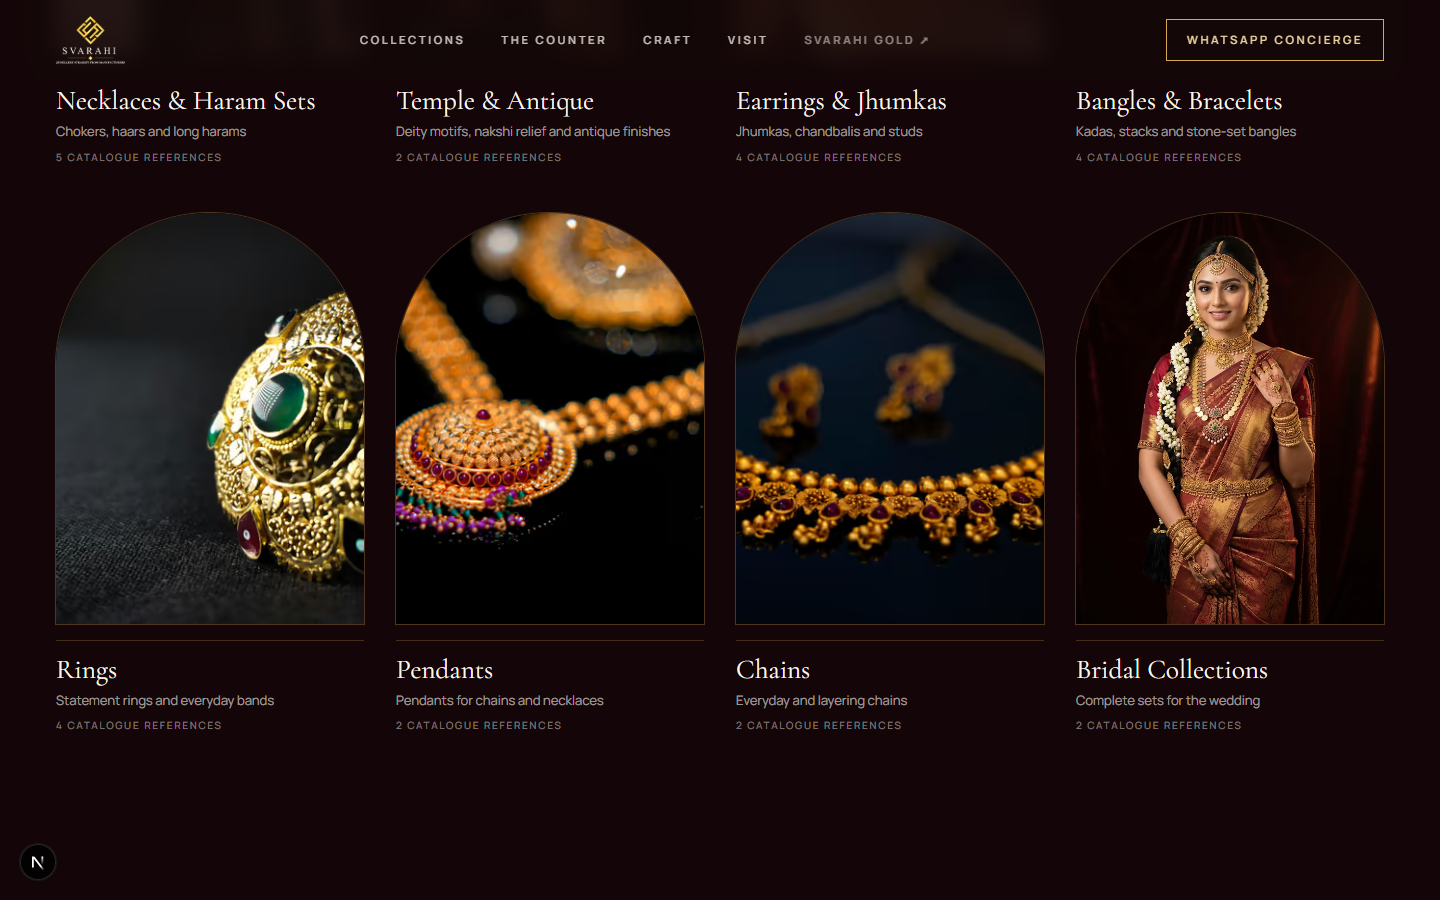 SVARAHI
COLLECTIONS
THE COUNTER
CRAFT
VISIT
SVARAHI GOLD ↗
WHATSAPP CONCIERGE
Necklaces & Haram Sets
Chokers, haars and long harams
5 CATALOGUE REFERENCES
Temple & Antique
Deity motifs, nakshi relief and antique finishes
2 CATALOGUE REFERENCES
Earrings & Jhumkas
Jhumkas, chandbalis and studs
4 CATALOGUE REFERENCES
Bangles & Bracelets
Kadas, stacks and stone-set bangles
4 CATALOGUE REFERENCES
Rings
Statement rings and everyday bands
4 CATALOGUE REFERENCES
Pendants
Pendants for chains and necklaces
2 CATALOGUE REFERENCES
Chains
Everyday and layering chains
2 CATALOGUE REFERENCES
Bridal Collections
Complete sets for the wedding
2 CATALOGUE REFERENCES
N